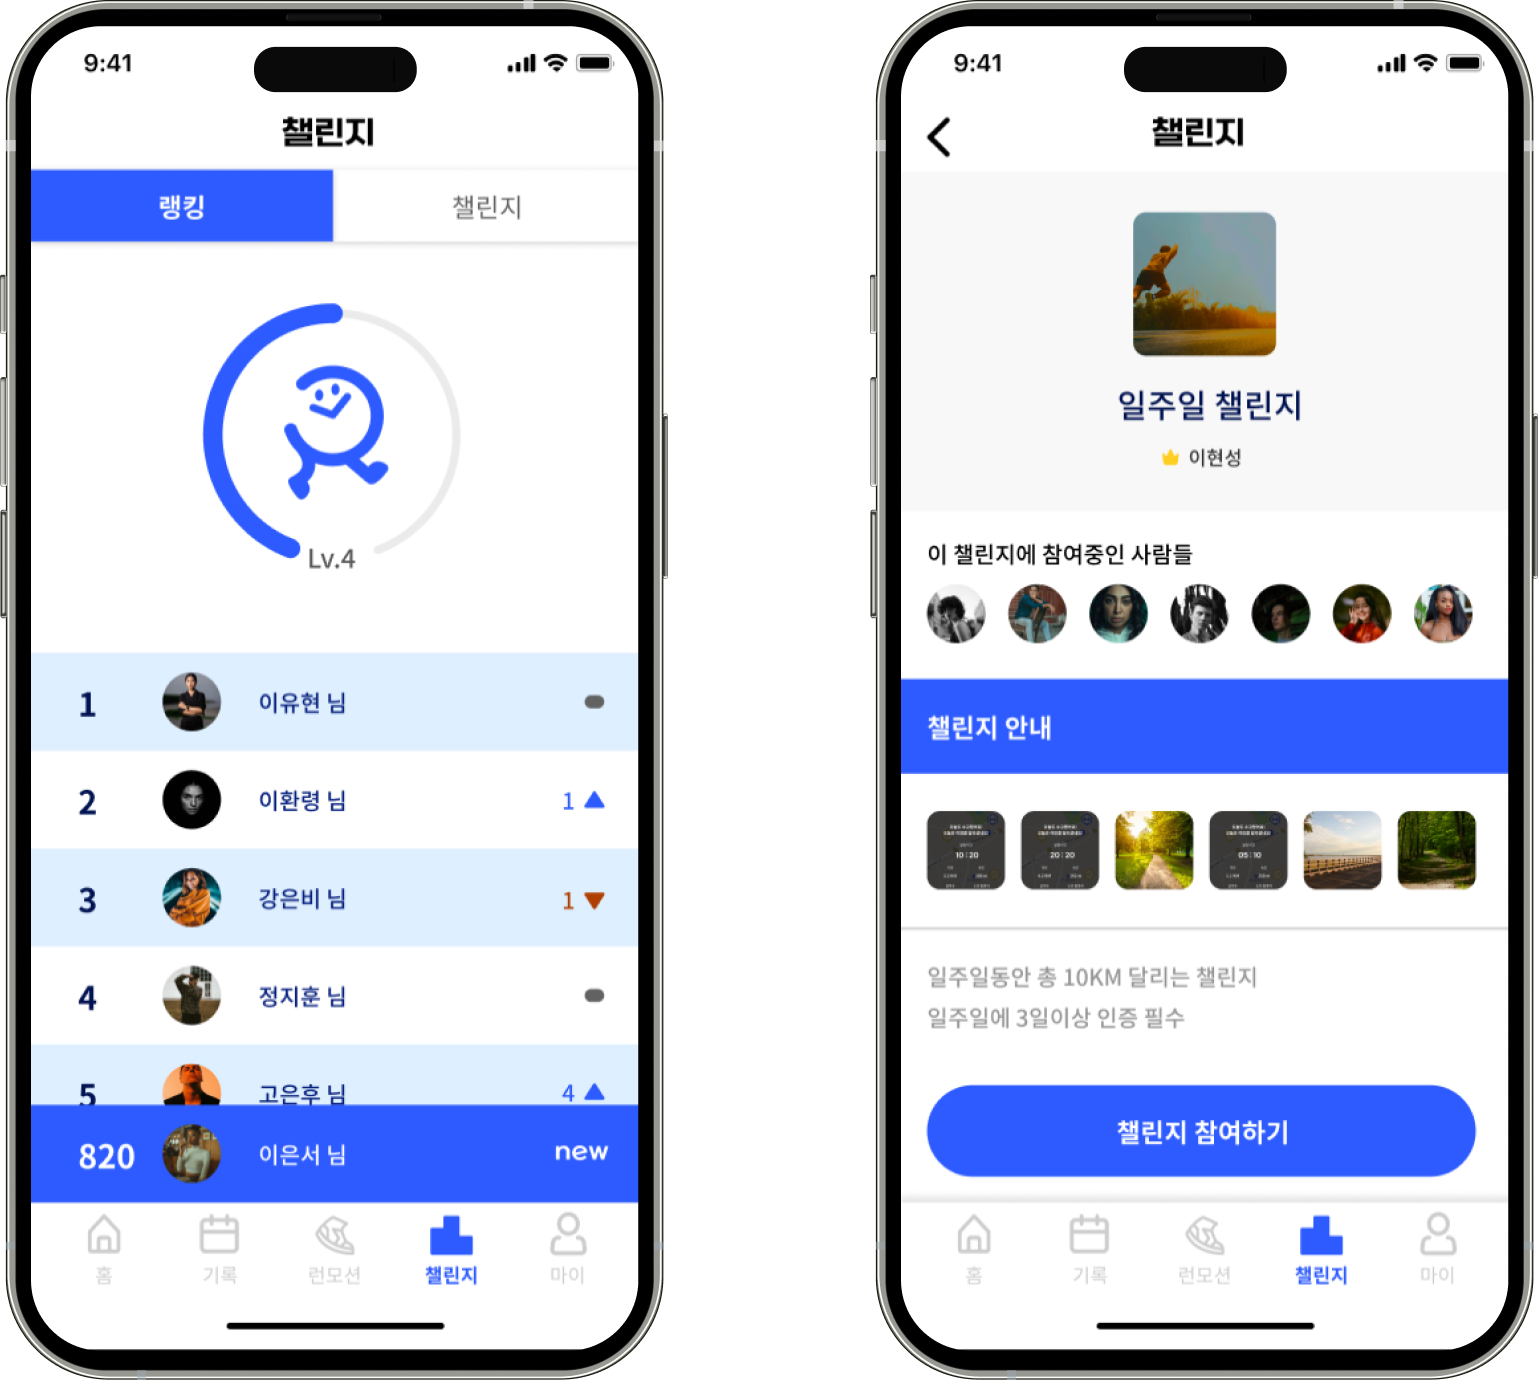 9:41
챌린지
랭킹
챌린지
Lv.4
1 이유현 님
2 이환령 님 1
3 강은비 님 1
4 정지훈 님
5 고은후 님 4
820 이은서 님 new
홈 기록 런모션 챌린지 마이
9:41
챌린지
일주일 챌린지
이현성
이 챌린지에 참여중인 사람들
챌린지 안내
10:20
20:20
05:10
일주일동안 총 10KM 달리는 챌린지
일주일에 3일이상 인증 필수
챌린지 참여하기
홈 기록 런모션 챌린지 마이